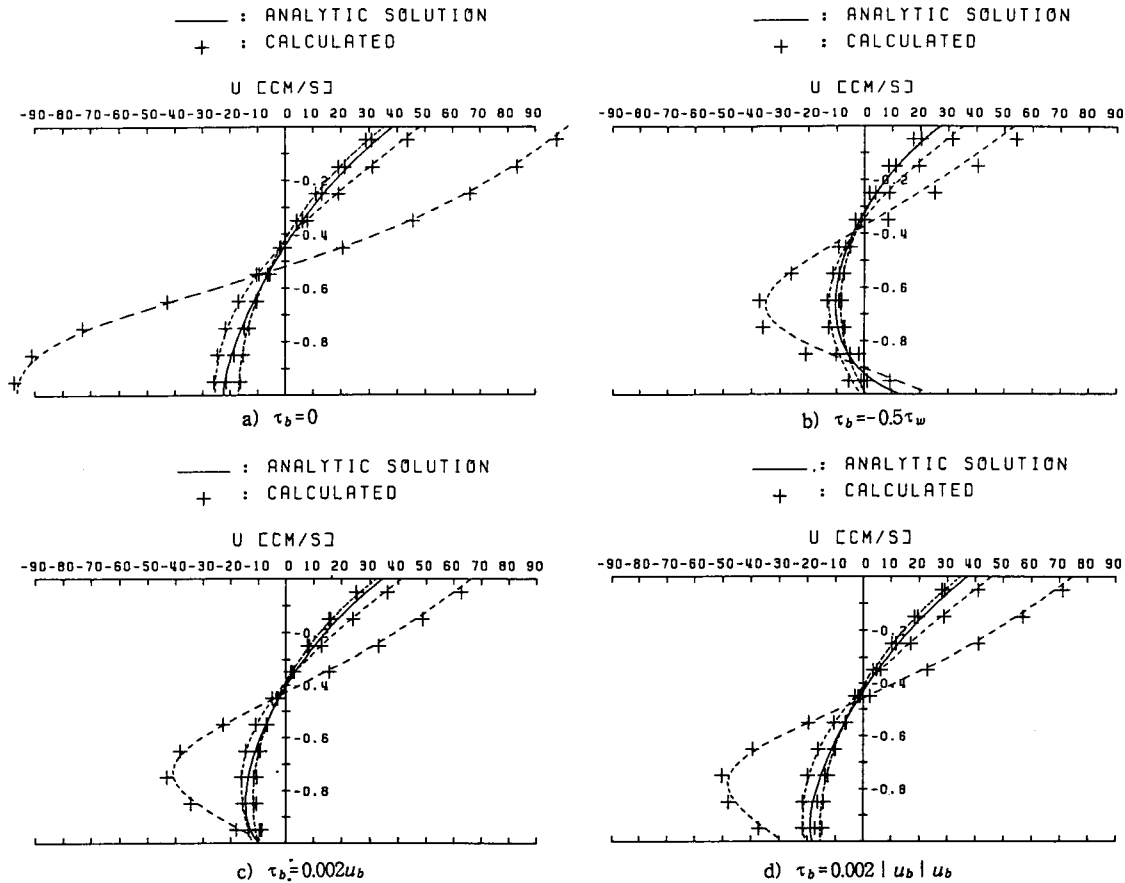 ——— : ANALYTIC SOLUTION
+ : CALCULATED
U [CM/S]
-90-80-70-60-50-40-30-20-10 0 10 20 30 40 50 60 70 80 90
-0.2
-0.4
-0.6
-0.8
a) τb=0
——— : ANALYTIC SOLUTION
+ : CALCULATED
U [CM/S]
-90-80-70-60-50-40-30-20-10 0 10 20 30 40 50 60 70 80 90
-0.2
-0.4
-0.6
-0.8
b) τb=-0.5τw
——— : ANALYTIC SOLUTION
+ : CALCULATED
U [CM/S]
-90-80-70-60-50-40-30-20-10 0 10 20 30 40 50 60 70 80 90
-0.4
-0.6
-0.8
c) τb=0.002ub
——— : ANALYTIC SOLUTION
+ : CALCULATED
U [CM/S]
-90-80-70-60-50-40-30-20-10 0 10 20 30 40 50 60 70 80 90
-0.2
-0.4
-0.6
-0.8
d) τb=0.002|ub|ub